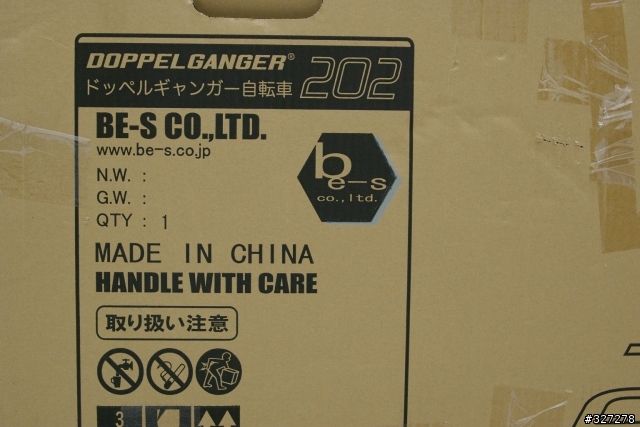 DOPPELGANGER® 202
ドッペルギャンガー自転車
BE-S CO.,LTD.
www.be-s.co.jp
be-s
co.,ltd.
N.W. :
G.W. :
QTY : 1
MADE IN CHINA
HANDLE WITH CARE
取り扱い注意
3
#327278